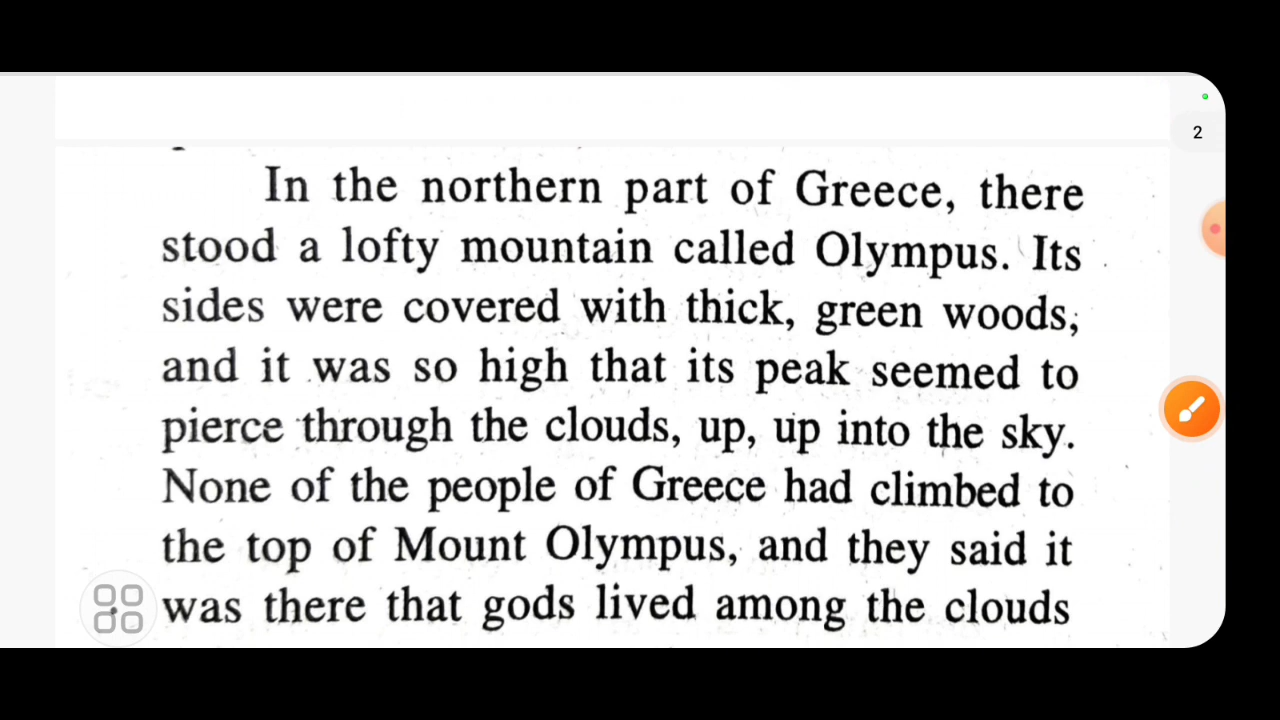 2
In the northern part of Greece, there
stood a lofty mountain called Olympus. Its
sides were covered with thick, green woods;
and it was so high that its peak seemed to
pierce through the clouds, up, up into the sky.
None of the people of Greece had climbed to
the top of Mount Olympus, and they said it
was there that gods lived among the clouds